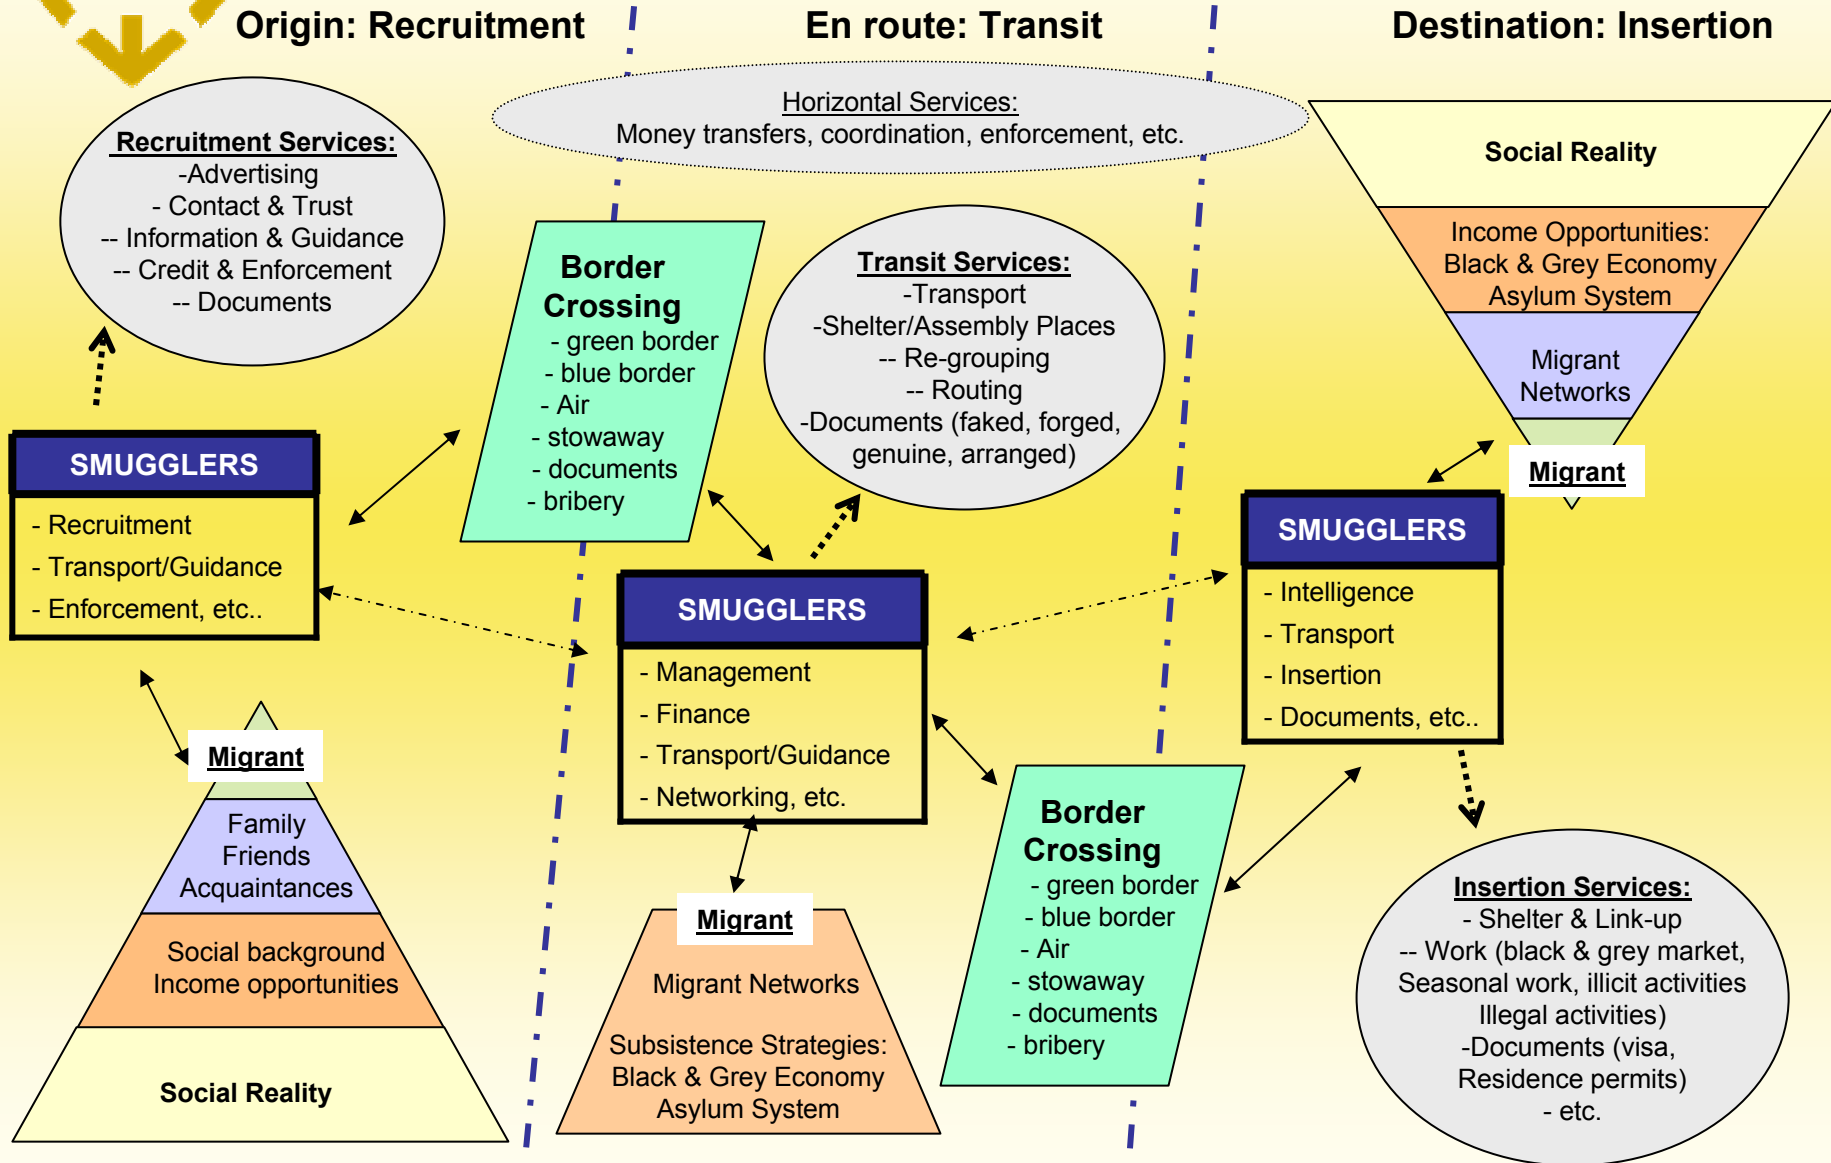 Origin: Recruitment
En route: Transit
Destination: Insertion
Horizontal Services:
Money transfers, coordination, enforcement, etc.
Recruitment Services:
-Advertising
- Contact & Trust
-- Information & Guidance
-- Credit & Enforcement
-- Documents
Border
Crossing
- green border
- blue border
- Air
- stowaway
- documents
- bribery
Transit Services:
-Transport
-Shelter/Assembly Places
-- Re-grouping
-- Routing
-Documents (faked, forged,
genuine, arranged)
Social Reality
Income Opportunities:
Black & Grey Economy
Asylum System
Migrant
Networks
Migrant
SMUGGLERS
- Recruitment
- Transport/Guidance
- Enforcement, etc..
SMUGGLERS
- Management
- Finance
- Transport/Guidance
- Networking, etc.
SMUGGLERS
- Intelligence
- Transport
- Insertion
- Documents, etc..
Migrant
Family
Friends
Acquaintances
Social background
Income opportunities
Social Reality
Migrant
Migrant Networks
Subsistence Strategies:
Black & Grey Economy
Asylum System
Border
Crossing
- green border
- blue border
- Air
- stowaway
- documents
- bribery
Insertion Services:
- Shelter & Link-up
-- Work (black & grey market,
Seasonal work, illicit activities
Illegal activities)
-Documents (visa,
Residence permits)
- etc.